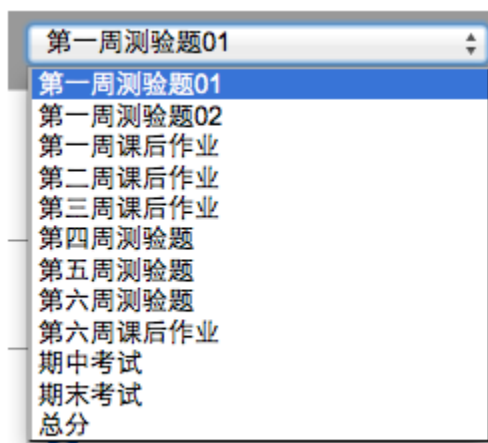 第一周测验题01
第一周测验题01
第一周测验题02
第一周课后作业
第二周课后作业
第三周课后作业
第四周测验题
第五周测验题
第六周测验题
第六周课后作业
期中考试
期末考试
总分